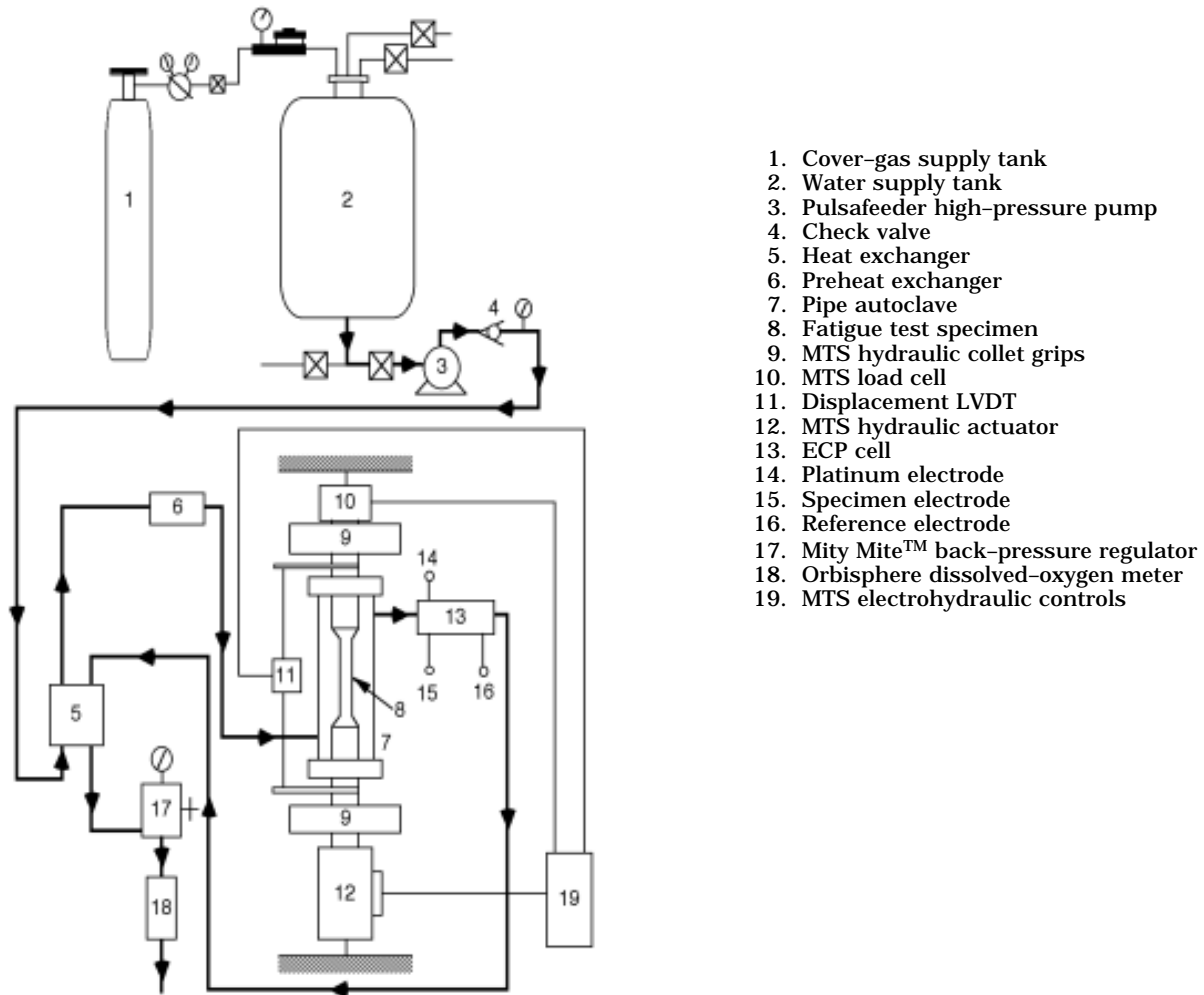 1
2
4
3
6
10
9
14
13
11
15
16
8
5
7
17
9
12
19
18
1. Cover–gas supply tank
2. Water supply tank
3. Pulsafeeder high–pressure pump
4. Check valve
5. Heat exchanger
6. Preheat exchanger
7. Pipe autoclave
8. Fatigue test specimen
9. MTS hydraulic collet grips
10. MTS load cell
11. Displacement LVDT
12. MTS hydraulic actuator
13. ECP cell
14. Platinum electrode
15. Specimen electrode
16. Reference electrode
17. Mity Mite™ back–pressure regulator
18. Orbisphere dissolved–oxygen meter
19. MTS electrohydraulic controls